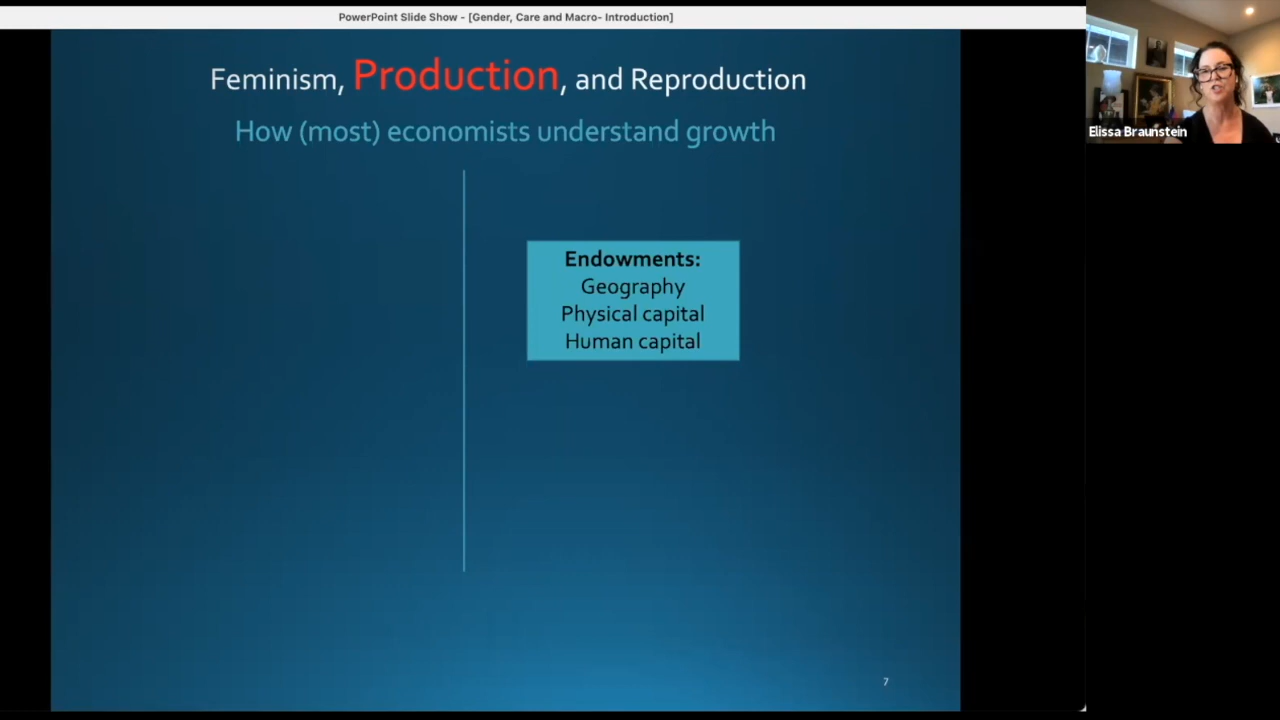 PowerPoint Slide Show - [Gender, Care and Macro- Introduction]
Feminism, Production, and Reproduction
How (most) economists understand growth
Endowments:
Geography
Physical capital
Human capital
7
Elissa Braunstein